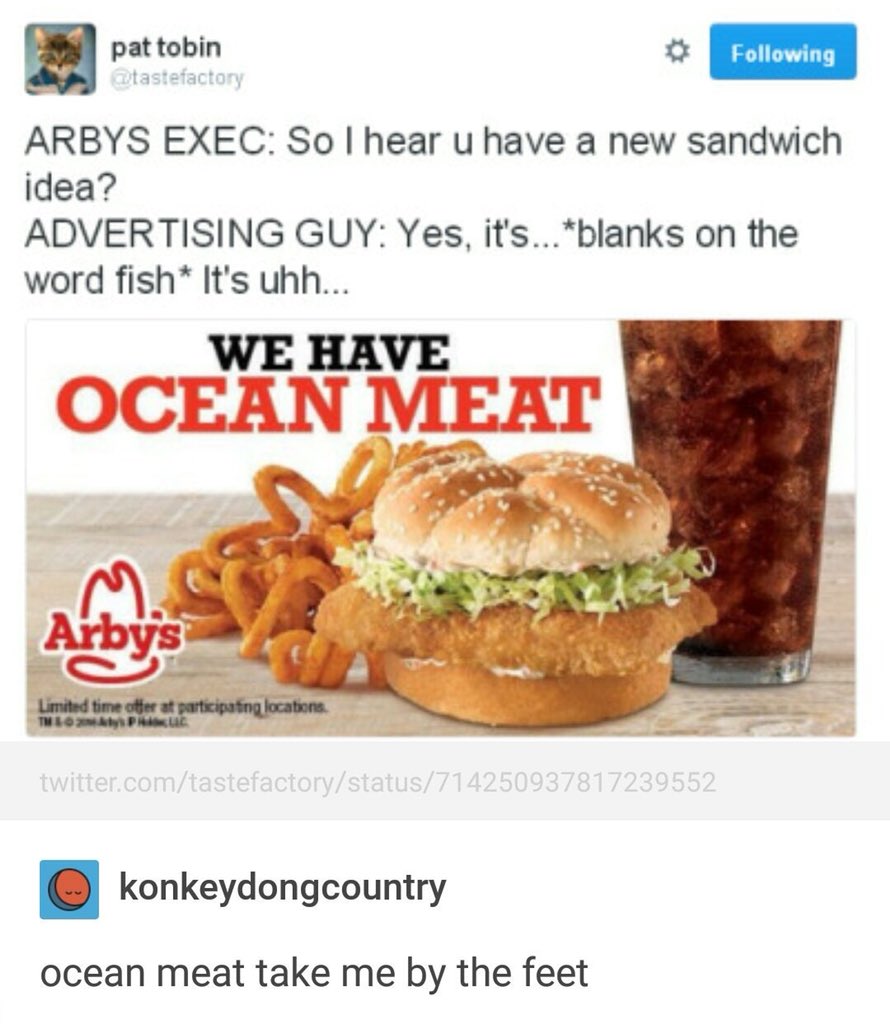 pat tobin
@tastefactory
Following
ARBYS EXEC: So I hear u have a new sandwich
idea?
ADVERTISING GUY: Yes, it's...*blanks on the
word fish* It's uhh...
WE HAVE
OCEAN MEAT
Arby's
Limited time offer at participating locations.
TM & ©
twitter.com/tastefactory/status/714250937817239552
konkeydongcountry
ocean meat take me by the feet